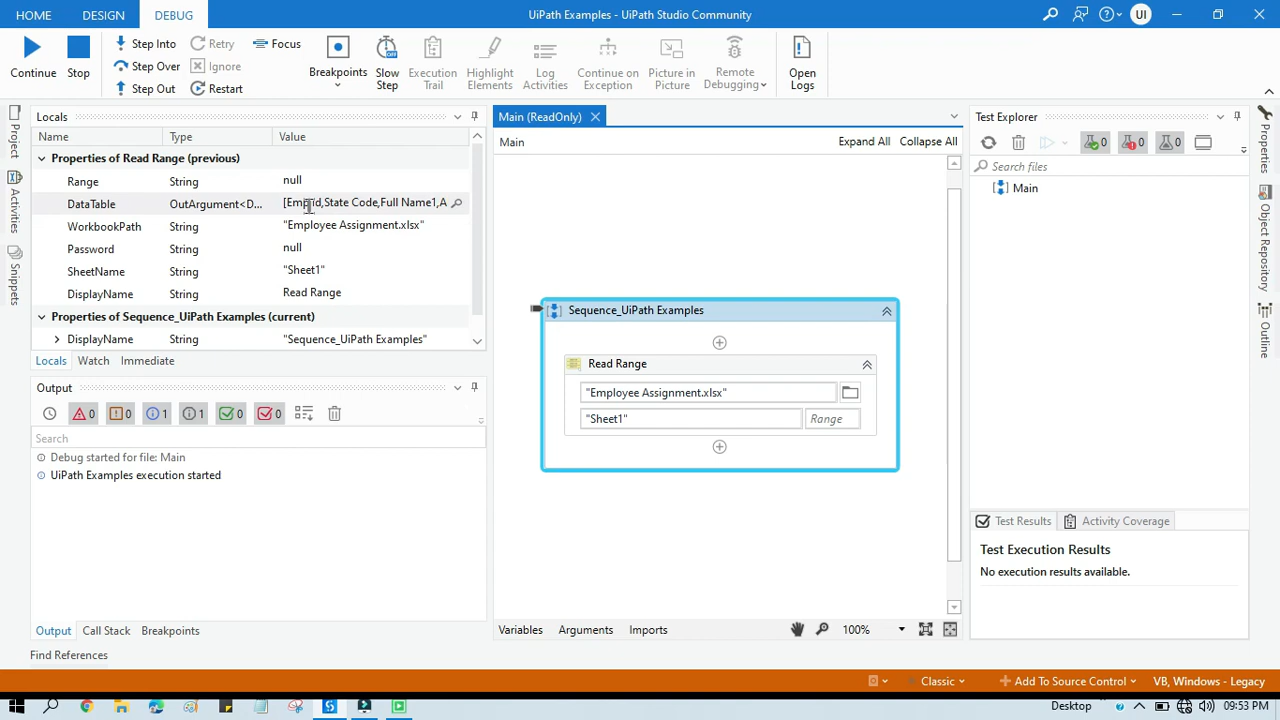 HOME DESIGN DEBUG UiPath Examples - UiPath Studio Community UI
Continue Stop Step Into Step Over Step Out Retry Ignore Restart Focus Breakpoints Slow Step Execution Trail Highlight Elements Log Activities Continue on Exception Picture in Picture Remote Debugging Open Logs
Project
Activities
Snippets
Locals
Name Type Value
Properties of Read Range (previous)
Range String null
DataTable OutArgument<D... State Code,Full Name1,A
WorkbookPath String "Employee Assignment.xlsx"
Password String null
SheetName String "Sheet1"
DisplayName String Read Range
Properties of Sequence_UiPath Examples (current)
DisplayName String "Sequence_UiPath Examples"
Locals Watch Immediate
Output
0 0 1 1 0 0
Search
Debug started for file: Main
UiPath Examples execution started
Output Call Stack Breakpoints
Find References
Main (ReadOnly)
Main Expand All Collapse All
Sequence_UiPath Examples
Read Range
"Employee Assignment.xlsx"
"Sheet1" Range
Variables Arguments Imports 100%
Test Explorer
0 0 0
Search files
Main
Test Results Activity Coverage
Test Execution Results
No execution results available.
Properties
Object Repository
Outline
Classic Add To Source Control VB, Windows - Legacy
Desktop 09:53 PM